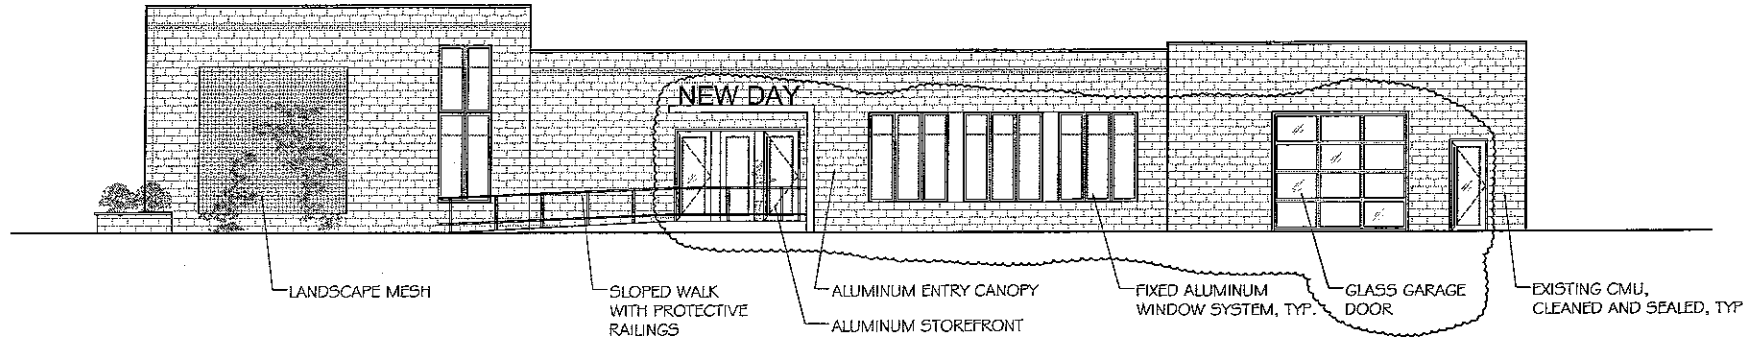 NEW DAY
LANDSCAPE MESH
SLOPED WALK
WITH PROTECTIVE
RAILINGS
ALUMINUM ENTRY CANOPY
ALUMINUM STOREFRONT
FIXED ALUMINUM
WINDOW SYSTEM, TYP.
GLASS GARAGE
DOOR
EXISTING CMU,
CLEANED AND SEALED, TYP